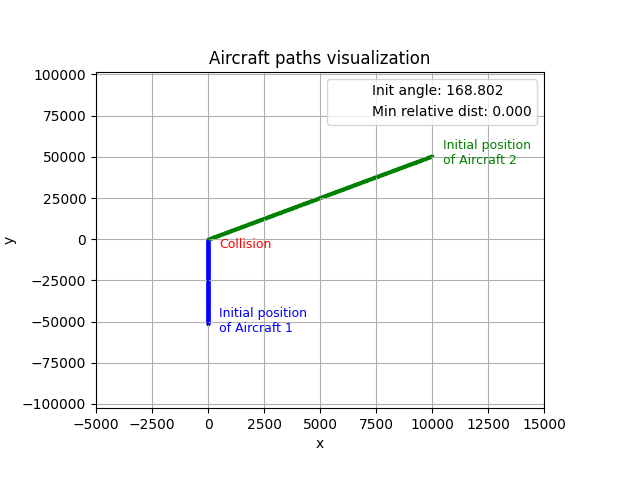 Aircraft paths visualization
Init angle: 168.802
Min relative dist: 0.000
100000
75000
50000
25000
0
−25000
−50000
−75000
−100000
y
Initial position
of Aircraft 2
Collision
Initial position
of Aircraft 1
−5000 −2500 0 2500 5000 7500 10000 12500 15000
x